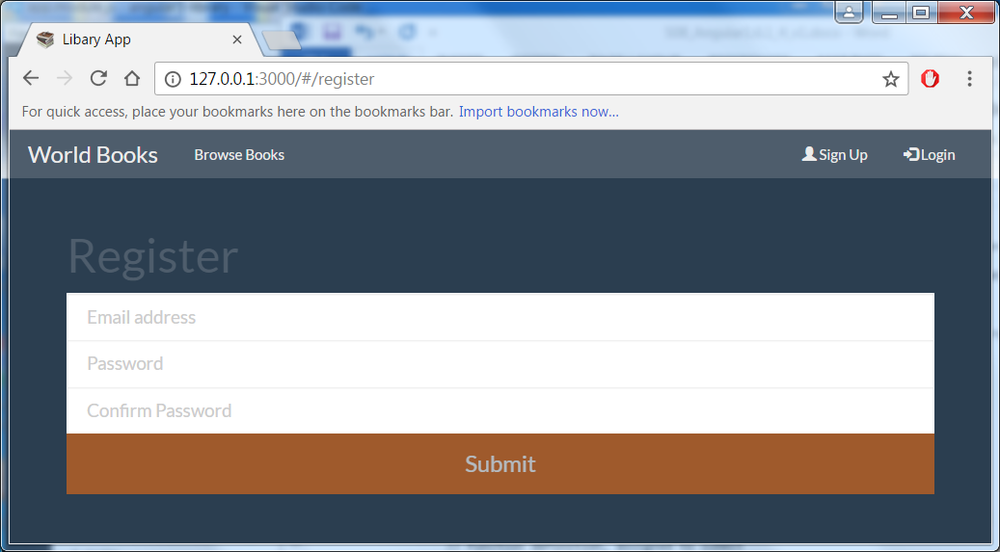 Libary App
127.0.0.1:3000/#/register
For quick access, place your bookmarks here on the bookmarks bar. Import bookmarks now...
World Books Browse Books Sign Up Login
Register
Email address
Password
Confirm Password
Submit